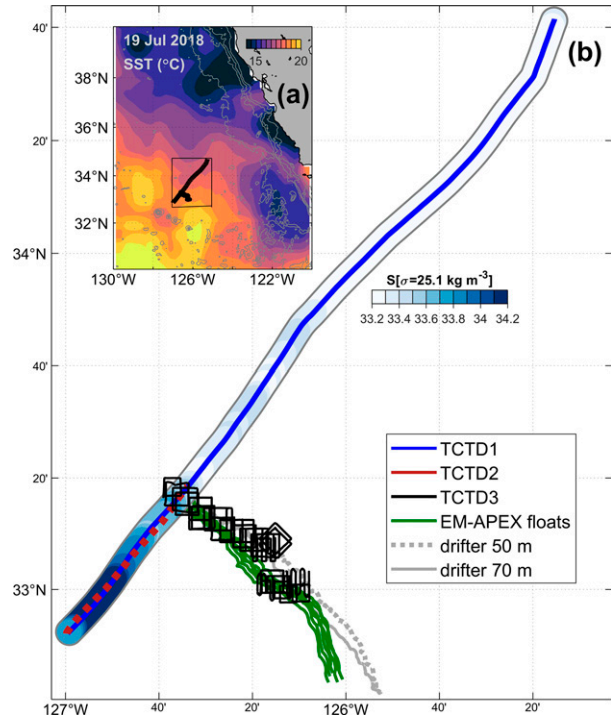 40'
(b)
19 Jul 2018
SST (°C)
15 20
38°N
(a)
36°N
34°N
32°N
130°W 126°W 122°W
20'
34°N
S[σ=25.1 kg m⁻³]
33.2 33.4 33.6 33.8 34 34.2
40'
20'
33°N
TCTD1
TCTD2
TCTD3
EM-APEX floats
drifter 50 m
drifter 70 m
127°W 40' 20' 126°W 40' 20'